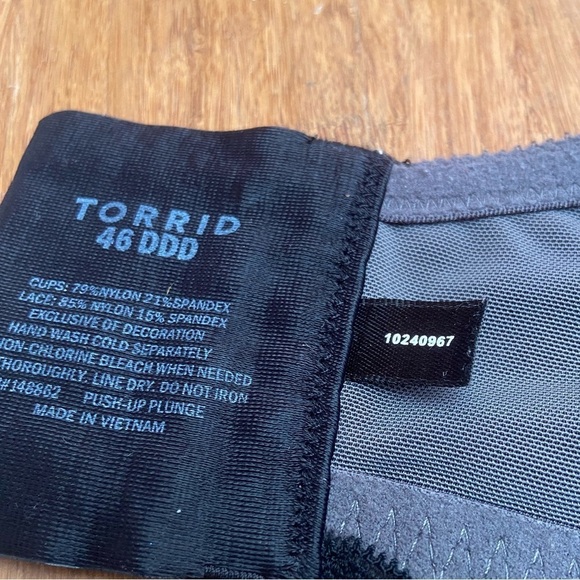 TORRID
46 DDD
CUPS: 79%NYLON 21%SPANDEX
LACE: 85% NYLON 15% SPANDEX
EXCLUSIVE OF DECORATION
HAND WASH COLD SEPARATELY
NON-CHLORINE BLEACH WHEN NEEDED
THOROUGHLY. LINE DRY. DO NOT IRON
#146862 PUSH-UP PLUNGE
MADE IN VIETNAM
10240967